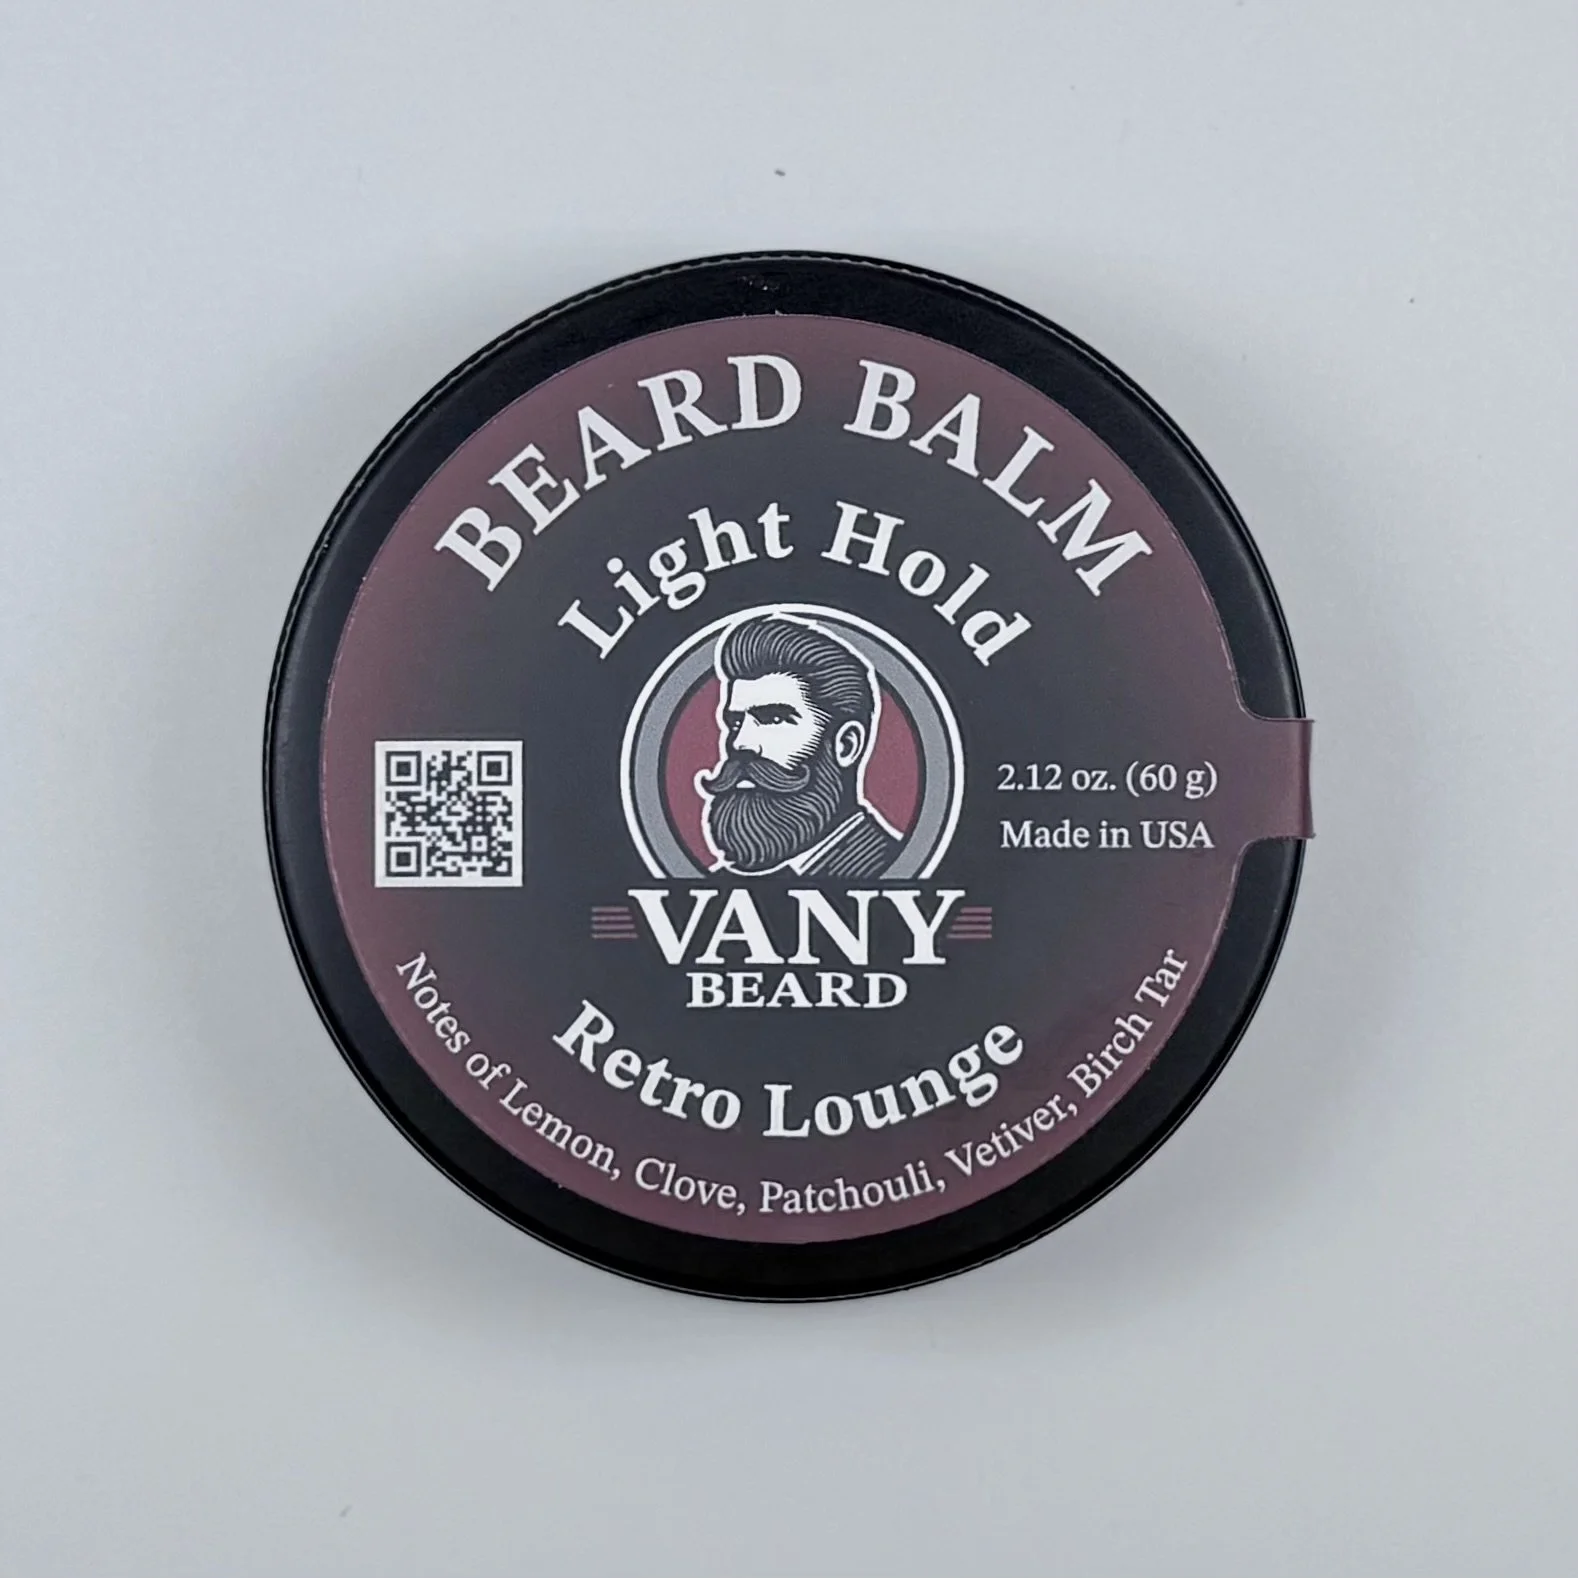 BEARD BALM
Light Hold
2.12 oz. (60 g)
Made in USA
VANY
BEARD
Retro Lounge
Notes of Lemon, Clove, Patchouli, Vetiver, Birch Tar